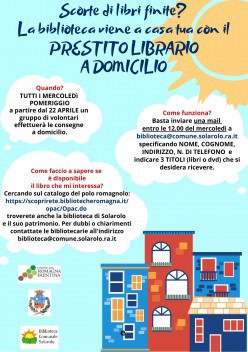 Scorte di libri finite?
La biblioteca viene a casa tua con il
PRESTITO LIBRARIO
A DOMICILIO
Quando?
TUTTI I MERCOLEDì
POMERIGGIO
a partire dal 22 APRILE un
gruppo di volontari
effettuerà le consegne
a domicilio.
Come funziona?
Basta inviare una mail
entro le 12.00 del mercoledì a
biblioteca@comune.solarolo.ra.it
specificando NOME, COGNOME,
INDIRIZZO, N. DI TELEFONO e
indicare 3 TITOLI (libri o dvd) che si
desidera ricevere.
Come faccio a sapere se
è disponibile
il libro che mi interessa?
Cercando sul catalogo del polo romagnolo:
https://scoprirete.bibliotecheromagna.it/
opac/Opac.do
troverete anche la biblioteca di Solarolo
e il suo patrimonio. Per dubbi o chiarimenti
contattate le bibliotecarie all'indirizzo
biblioteca@comune.solarolo.ra.it
ROMAGNA
FAENTINA
Biblioteca
Comunale
Solarolo